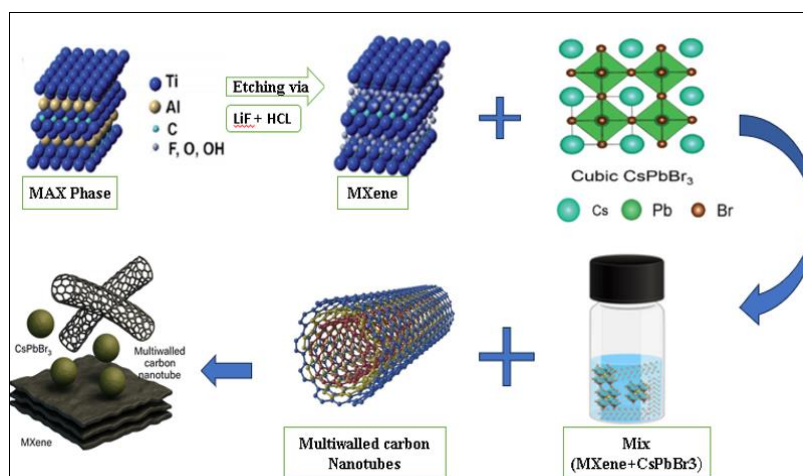 Ti
Al
C
F, O, OH
MAX Phase
Etching via
LiF + HCL
MXene
Cubic CsPbBr₃
Cs
Pb
Br
CsPbBr₃
Multiwalled
carbon
nanotube
MXene
Multiwalled carbon
Nanotubes
Mix
(MXene+CsPbBr3)